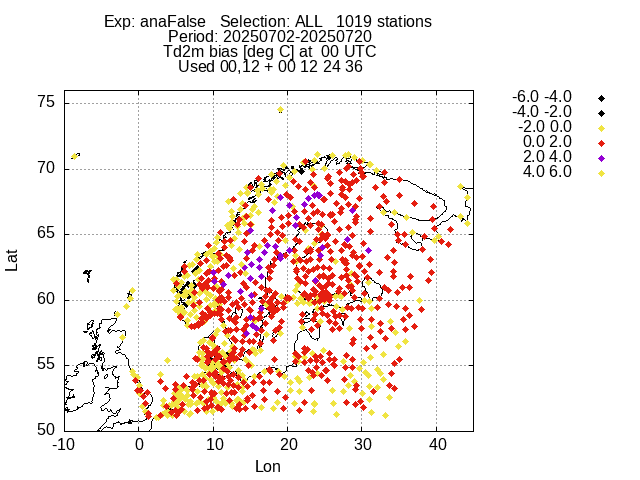 Exp: anaFalse   Selection: ALL   1019 stations
Period: 20250702-20250720
Td2m bias [deg C] at  00 UTC
Used 00,12 + 00 12 24 36
-6.0 -4.0
-4.0 -2.0
-2.0 0.0
0.0 2.0
2.0 4.0
4.0 6.0
75
70
65
60
55
50
Lat
-10 0 10 20 30 40
Lon